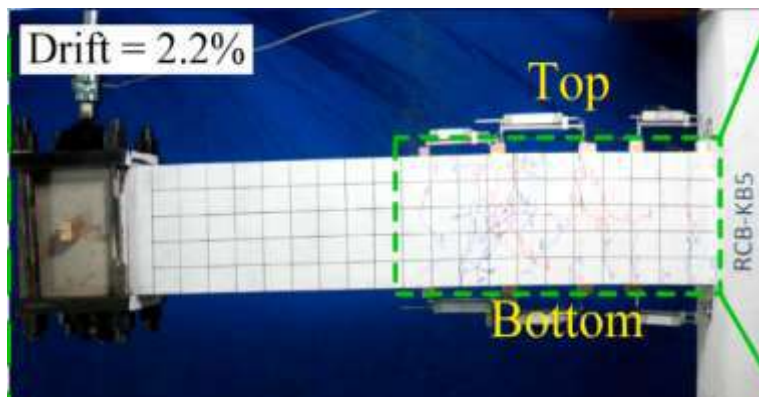 Drift = 2.2%
Top
RCB-KB5
Bottom